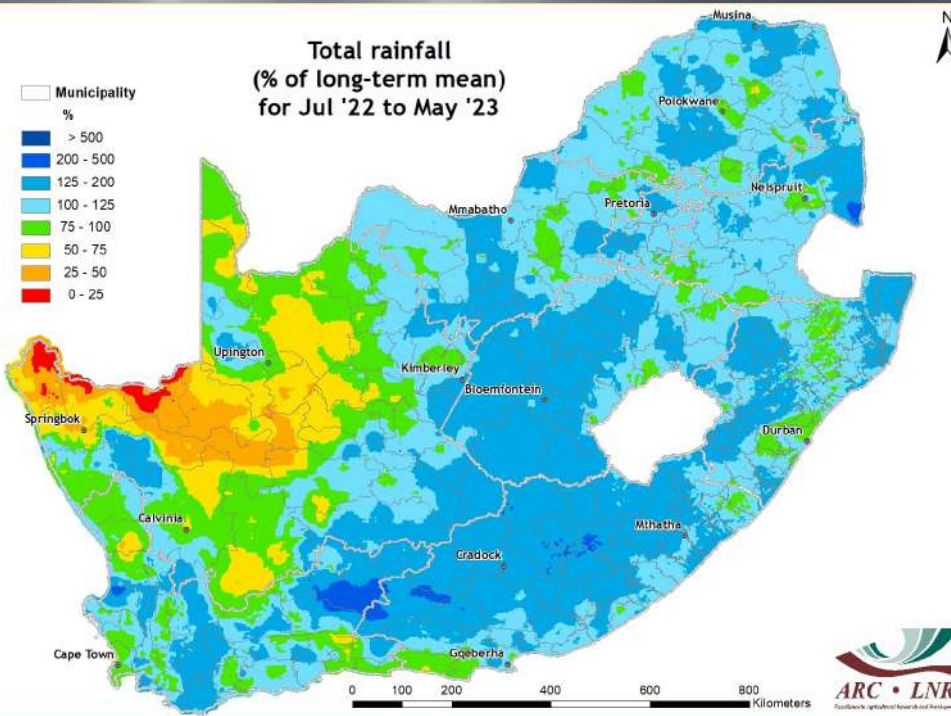 Total rainfall
(% of long-term mean)
for Jul '22 to May '23
N
Municipality
%
> 500
200 - 500
125 - 200
100 - 125
75 - 100
50 - 75
25 - 50
0 - 25
Musina
Polokwane
Nelspruit
Pretoria
Mmabatho
Upington
Kimberley
Bloemfontein
Springbok
Durban
Calvinia
Mthatha
Cradock
Cape Town
Gqeberha
0 100 200 400 600 800
Kilometers
ARC • LNR